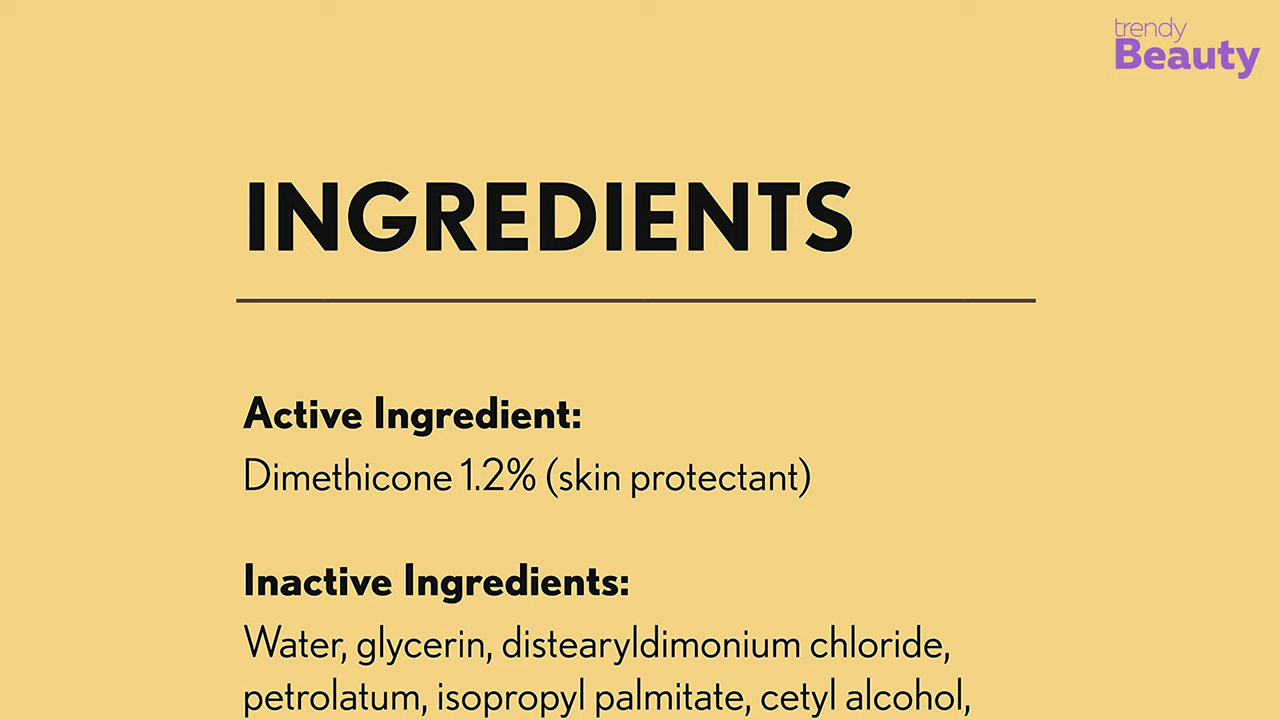 trendy
Beauty
INGREDIENTS
Active Ingredient:
Dimethicone 1.2% (skin protectant)
Inactive Ingredients:
Water, glycerin, distearyldimonium chloride,
petrolatum, isopropyl palmitate, cetyl alcohol,